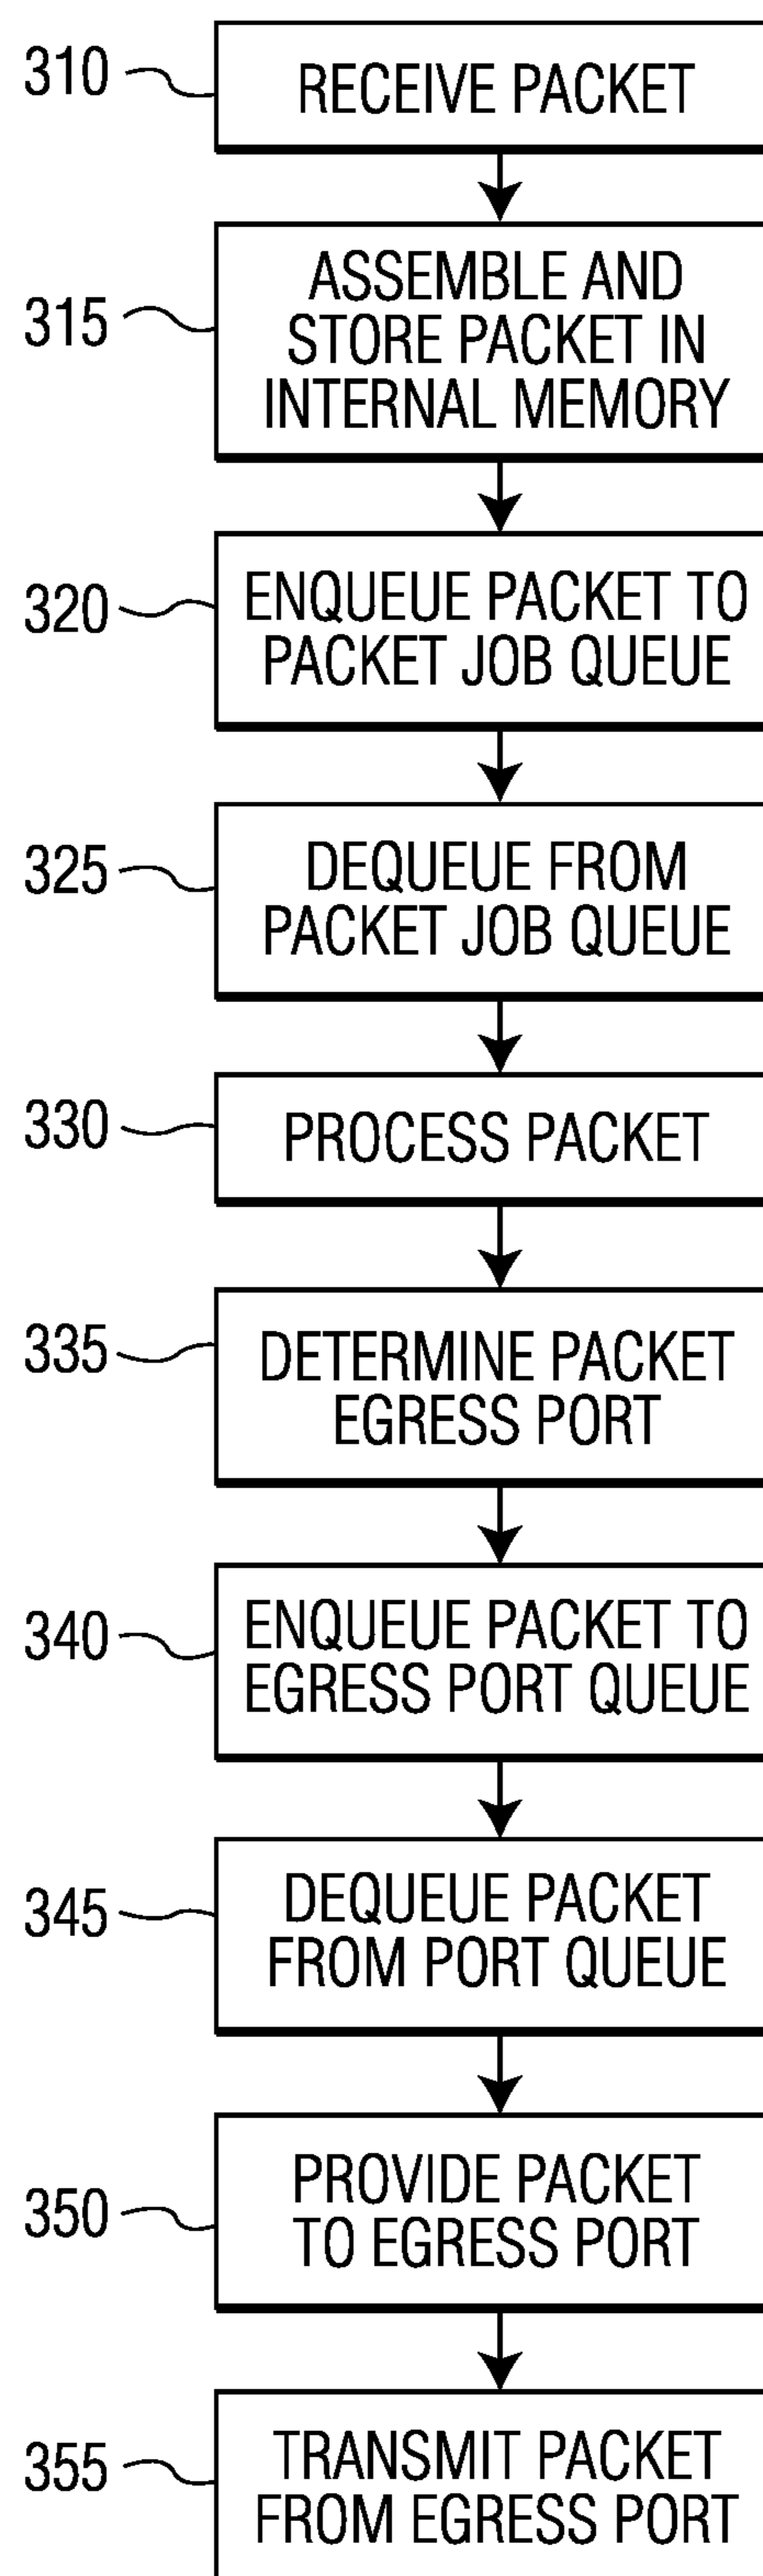 310
RECEIVE PACKET
315
ASSEMBLE AND
STORE PACKET IN
INTERNAL MEMORY
320
ENQUEUE PACKET TO
PACKET JOB QUEUE
325
DEQUEUE FROM
PACKET JOB QUEUE
330
PROCESS PACKET
335
DETERMINE PACKET
EGRESS PORT
340
ENQUEUE PACKET TO
EGRESS PORT QUEUE
345
DEQUEUE PACKET
FROM PORT QUEUE
350
PROVIDE PACKET
TO EGRESS PORT
355
TRANSMIT PACKET
FROM EGRESS PORT